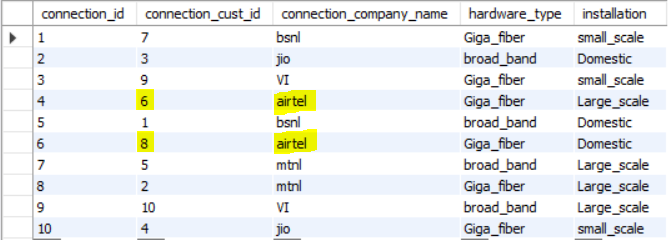 connection_id connection_cust_id connection_company_name hardware_type installation
1 7 bsnl Giga_fiber small_scale
2 3 jio broad_band Domestic
3 9 VI Giga_fiber small_scale
4 6 airtel Giga_fiber Large_scale
5 1 bsnl broad_band Domestic
6 8 airtel Giga_fiber Domestic
7 5 mtnl broad_band Large_scale
8 2 mtnl Giga_fiber Large_scale
9 10 VI broad_band Large_scale
10 4 jio Giga_fiber small_scale